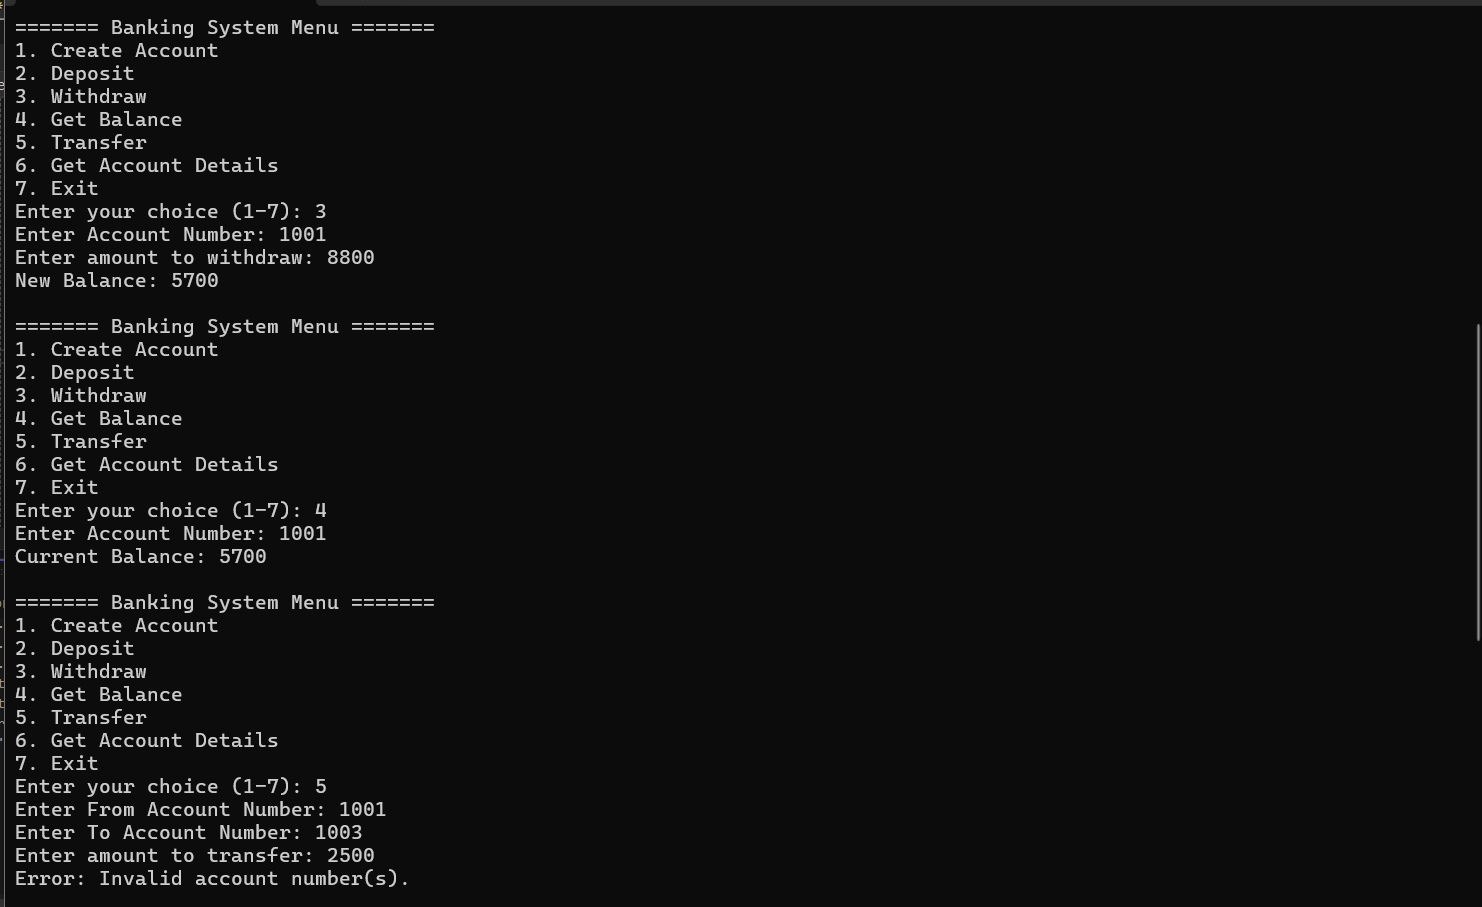 ======= Banking System Menu =======
1. Create Account
2. Deposit
3. Withdraw
4. Get Balance
5. Transfer
6. Get Account Details
7. Exit
Enter your choice (1-7): 3
Enter Account Number: 1001
Enter amount to withdraw: 8800
New Balance: 5700
======= Banking System Menu =======
1. Create Account
2. Deposit
3. Withdraw
4. Get Balance
5. Transfer
6. Get Account Details
7. Exit
Enter your choice (1-7): 4
Enter Account Number: 1001
Current Balance: 5700
======= Banking System Menu =======
1. Create Account
2. Deposit
3. Withdraw
4. Get Balance
5. Transfer
6. Get Account Details
7. Exit
Enter your choice (1-7): 5
Enter From Account Number: 1001
Enter To Account Number: 1003
Enter amount to transfer: 2500
Error: Invalid account number(s).